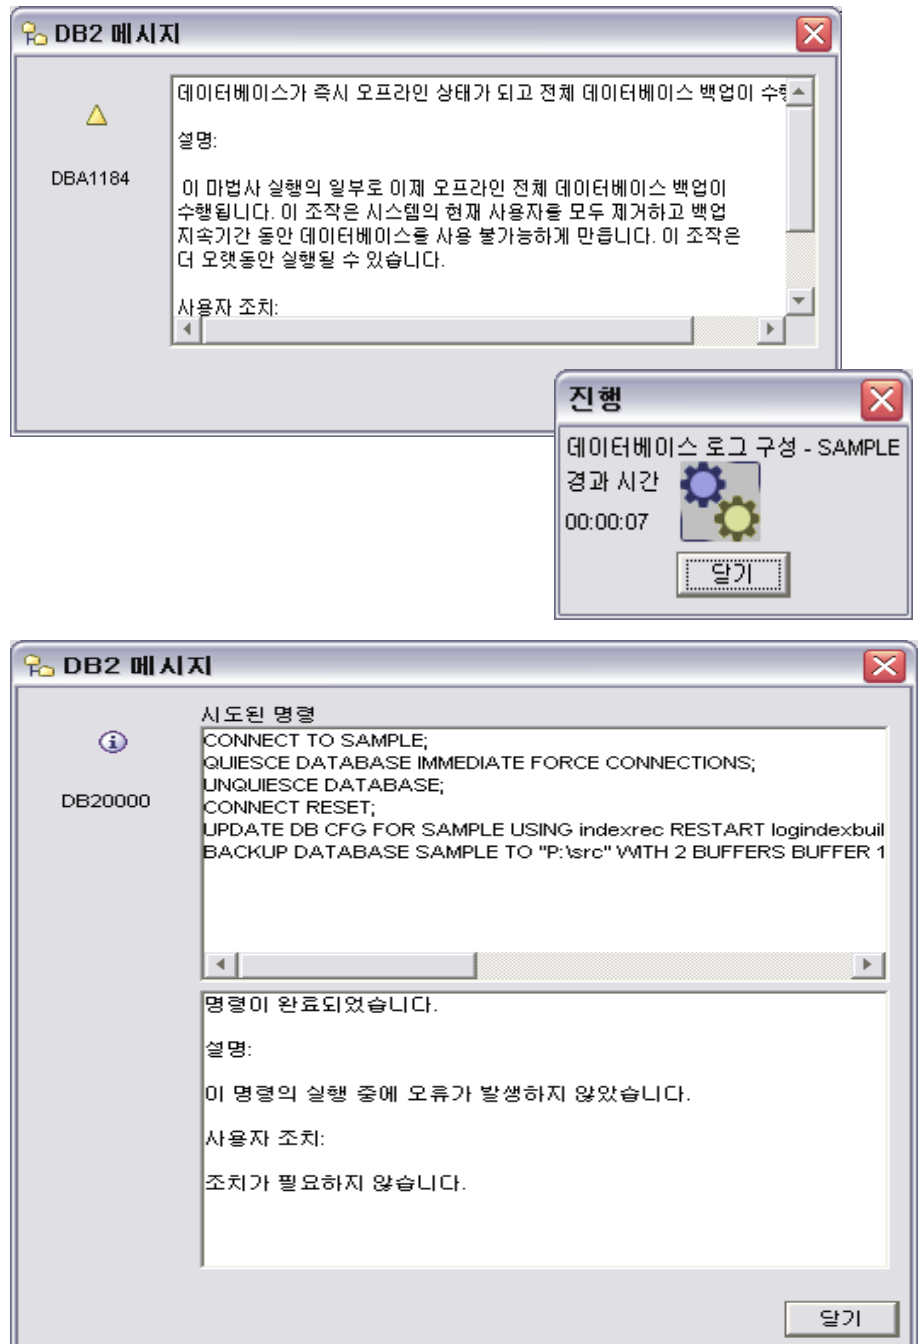 DB2 메시지
데이터베이스가 즉시 오프라인 상태가 되고 전체 데이터베이스 백업이
설명:
DBA1184
이 마법사 실행의 일부로 이제 오프라인 전체 데이터베이스 백업이
수행됩니다. 이 조작은 시스템의 현재 사용자를 모두 제거하고 백업
지속기간 동안 데이터베이스를 사용 불가능하게 만듭니다. 이 조작은
더 오랫동안 실행될 수 있습니다.
사용자 조치:
진행
데이터베이스 로그 구성 - SAMPLE
경과 시간
00:00:07
닫기
DB2 메시지
시도된 명령
DB20000
CONNECT TO SAMPLE;
QUIESCE DATABASE IMMEDIATE FORCE CONNECTIONS;
UNQUIESCE DATABASE;
CONNECT RESET;
UPDATE DB CFG FOR SAMPLE USING indexrec RESTART logindexbuil
BACKUP DATABASE SAMPLE TO "P:\src" WITH 2 BUFFERS BUFFER 1
명령이 완료되었습니다.
설명:
이 명령의 실행 중에 오류가 발생하지 않았습니다.
사용자 조치:
조치가 필요하지 않습니다.
닫기